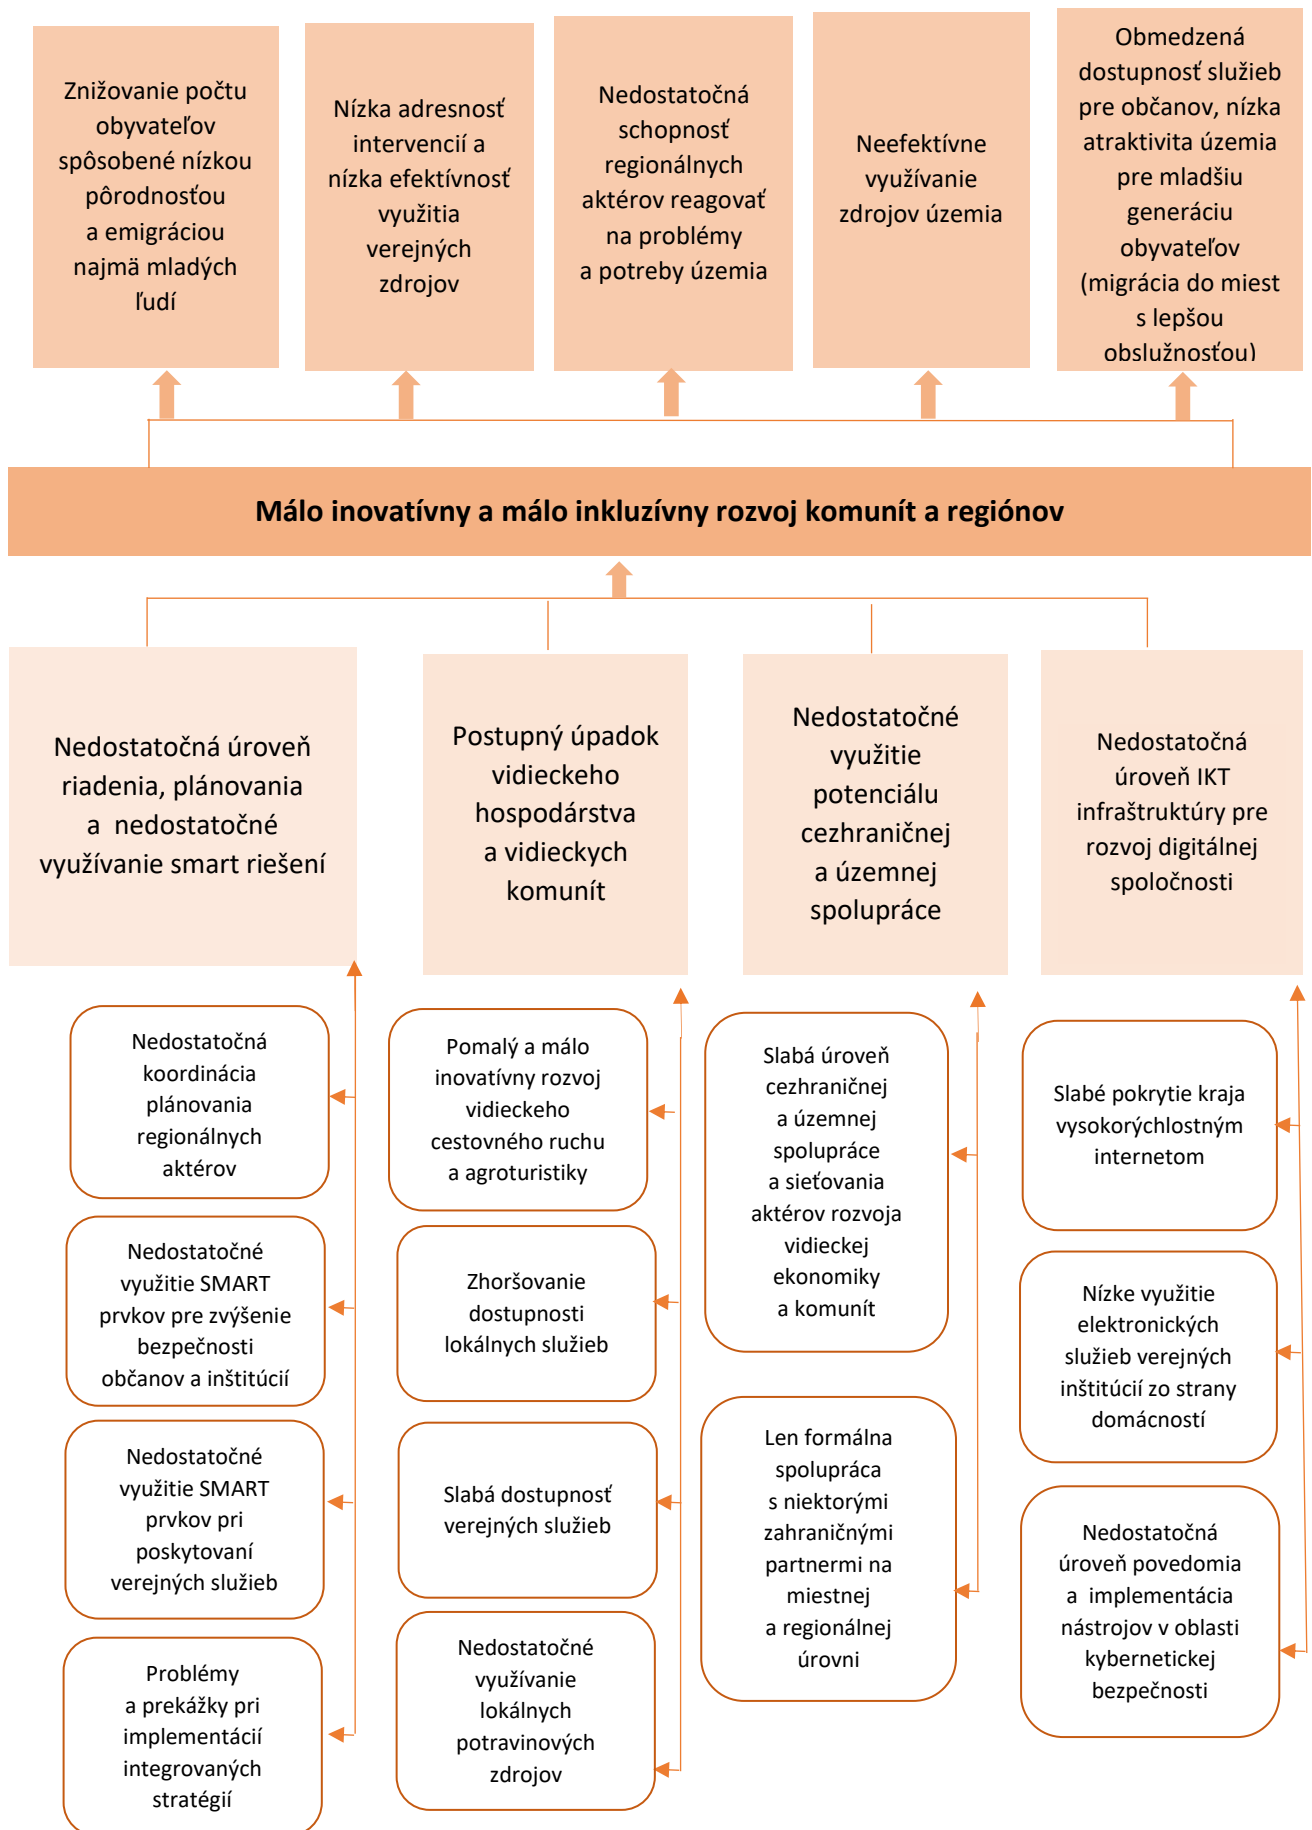 Znižovanie počtu
obyvateľov
spôsobené nízkou
pôrodnosťou
a emigráciou
najmä mladých
ľudí
Nízka adresnosť
intervencií a
nízka efektívnosť
využitia
verejných
zdrojov
Nedostatočná
schopnosť
regionálnych
aktérov reagovať
na problémy
a potreby územia
Neefektívne
využívanie
zdrojov územia
Obmedzená
dostupnosť služieb
pre občanov, nízka
atraktivita územia
pre mladšiu
generáciu
obyvateľov
(migrácia do miest
s lepšou
obslužnosťou)
Málo inovatívny a málo inkluzívny rozvoj komunít a regiónov
Nedostatočná úroveň
riadenia, plánovania
a nedostatočné
využívanie smart riešení
Postupný úpadok
vidieckeho
hospodárstva
a vidieckych
komunít
Nedostatočné
využitie
potenciálu
cezhraničnej
a územnej
spolupráce
Nedostatočná
úroveň IKT
infraštruktúry pre
rozvoj digitálnej
spoločnosti
Nedostatočná
koordinácia
plánovania
regionálnych
aktérov
Nedostatočné
využitie SMART
prvkov pre zvýšenie
bezpečnosti
občanov a inštitúcií
Nedostatočné
využitie SMART
prvkov pri
poskytovaní
verejných služieb
Problémy
a prekážky pri
implementácií
integrovaných
stratégií
Pomalý a málo
inovatívny rozvoj
vidieckeho
cestovného ruchu
a agroturistiky
Zhoršovanie
dostupnosti
lokálnych služieb
Slabá dostupnosť
verejných služieb
Nedostatočné
využívanie
lokálnych
potravinových
zdrojov
Slabá úroveň
cezhraničnej
a územnej
spolupráce
a sieťovania
aktérov rozvoja
vidieckej
ekonomiky
a komunít
Len formálna
spolupráca
s niektorými
zahraničnými
partnermi na
miestnej
a regionálnej
úrovni
Slabé pokrytie kraja
vysokorýchlostným
internetom
Nízke využitie
elektronických
služieb verejných
inštitúcií zo strany
domácností
Nedostatočná
úroveň povedomia
a implementácia
nástrojov v oblasti
kybernetickej
bezpečnosti